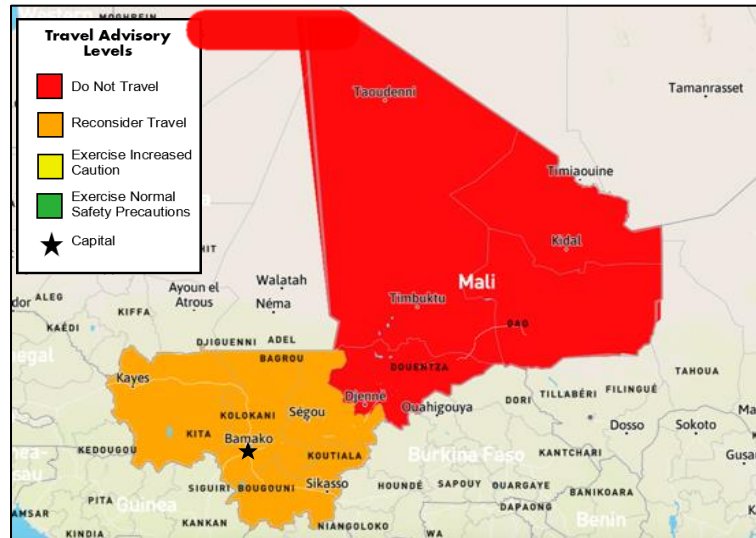 Travel Advisory
Levels
Do Not Travel
Reconsider Travel
Exercise Increased
Caution
Exercise Normal
Safety Precautions
Capital
Taoudenni
Tamanrasset
Timiaouine
Kidal
Mali
HIT
Ayoun el
Atrous
Walatah
Néma
Timbuktu
GAO
ALEG
KIFFA
KAÉDI
DJIGUENNI
ADEL
BAGROU
DOUENTZA
TAHOUA
Kayes
Djenné
Ouahigouya
DORI
TILLABÉRI
FILINGUÉ
KOLOKANI
Ségou
KITA
Bamako
Dosso
Sokoto
Gusau
KEDOUGOU
KOUTIALA
Burkina Faso
KANTCHARI
SIGUIRI
BOUGOUNI
Sikasso
HOUNDÉ
SAPOUY
OUARGAYE
BANIKOARA
PITA
Guinea
DAPAONG
KANKAN
NIANGOLOKO
WA
Benin
KINDIA